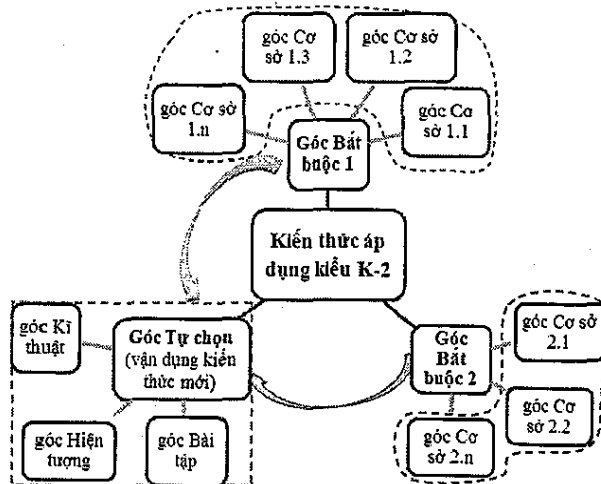 góc Cơ
sở 1.3
góc Cơ sở
1.2
góc Cơ sở
1.n
góc Cơ sở
1.1
Góc Bắt
buộc 1
Kiến thức áp
dụng kiểu K-2
góc Kĩ
thuật
Góc Tự chọn
(vận dụng kiến
thức mới)
góc Hiện
tượng
góc Bài
tập
Góc
Bắt
buộc 2
góc Cơ sở
2.1
góc Cơ
sở 2.2
góc Cơ
sở 2.n